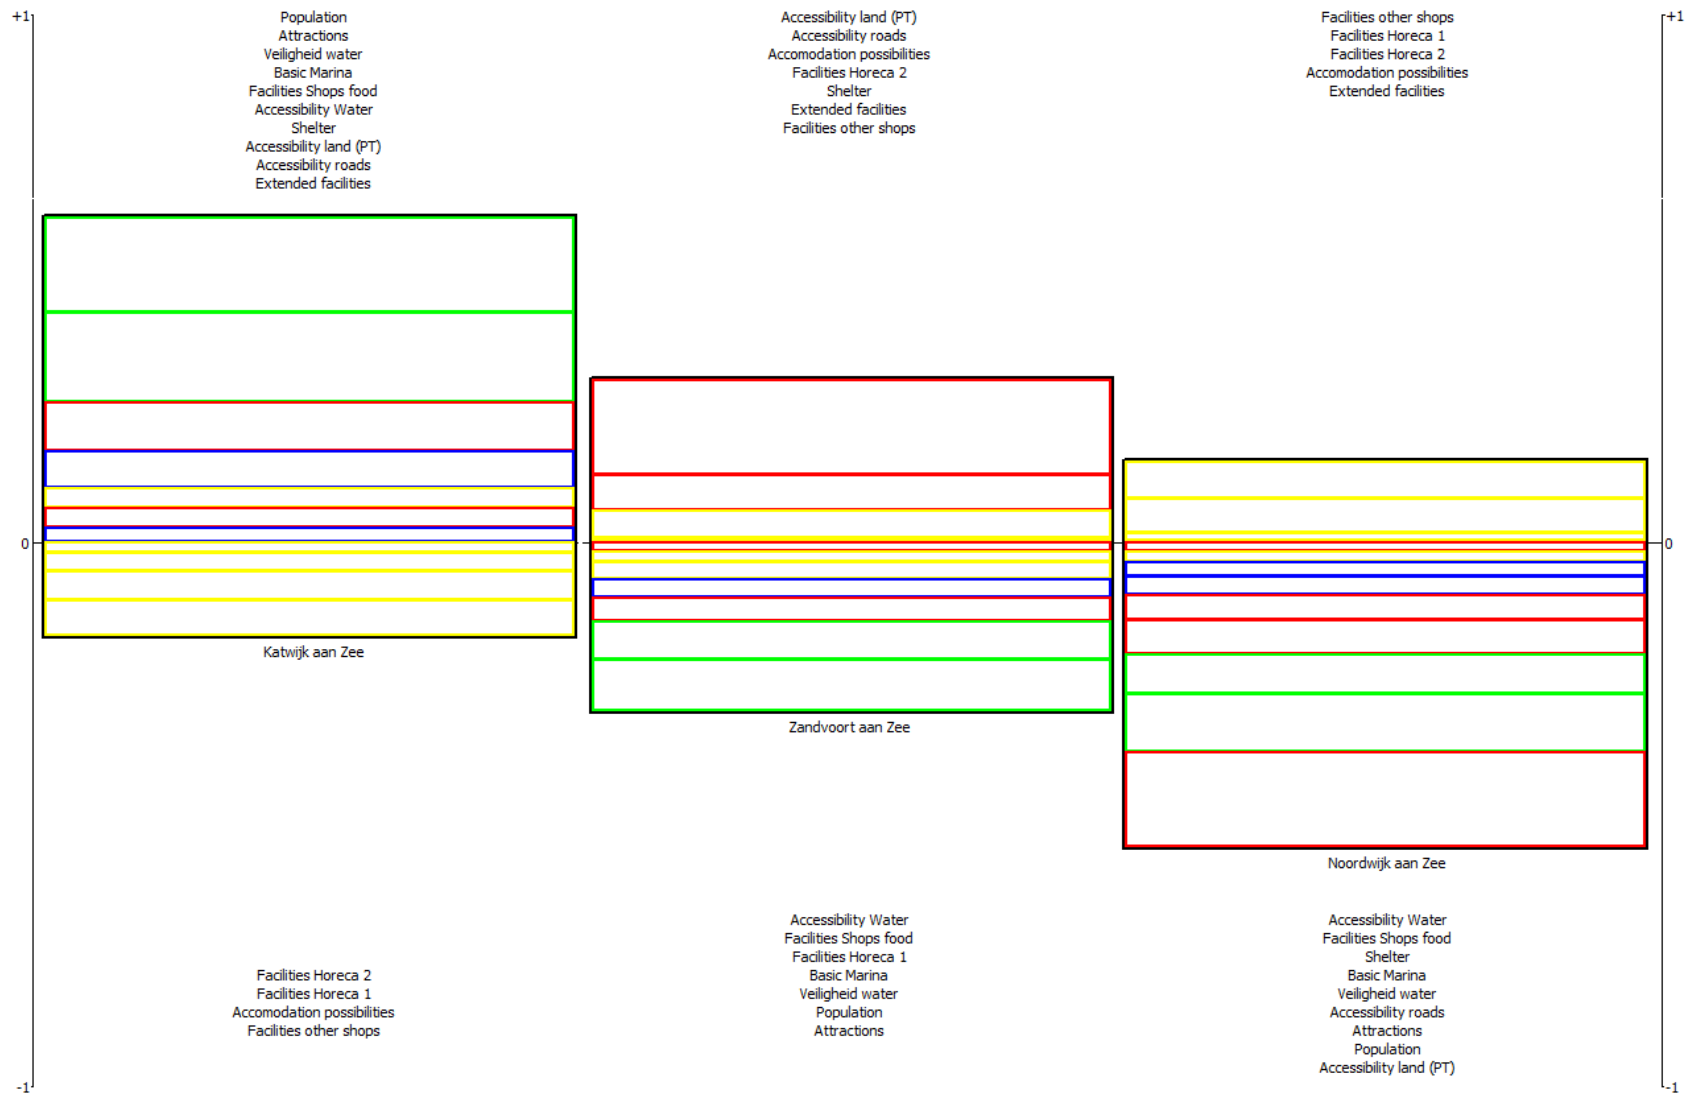 +1
Population
Attractions
Veiligheid water
Basic Marina
Facilities Shops food
Accessibility Water
Shelter
Accessibility land (PT)
Accessibility roads
Extended facilities
Accessibility land (PT)
Accessibility roads
Accomodation possibilities
Facilities Horeca 2
Shelter
Extended facilities
Facilities other shops
Facilities other shops
Facilities Horeca 1
Facilities Horeca 2
Accomodation possibilities
Extended facilities
+1
0
0
Katwijk aan Zee
Zandvoort aan Zee
Noordwijk aan Zee
Facilities Horeca 2
Facilities Horeca 1
Accomodation possibilities
Facilities other shops
Accessibility Water
Facilities Shops food
Facilities Horeca 1
Basic Marina
Veiligheid water
Population
Attractions
Accessibility Water
Facilities Shops food
Shelter
Basic Marina
Veiligheid water
Accessibility roads
Attractions
Population
Accessibility land (PT)
-1
-1